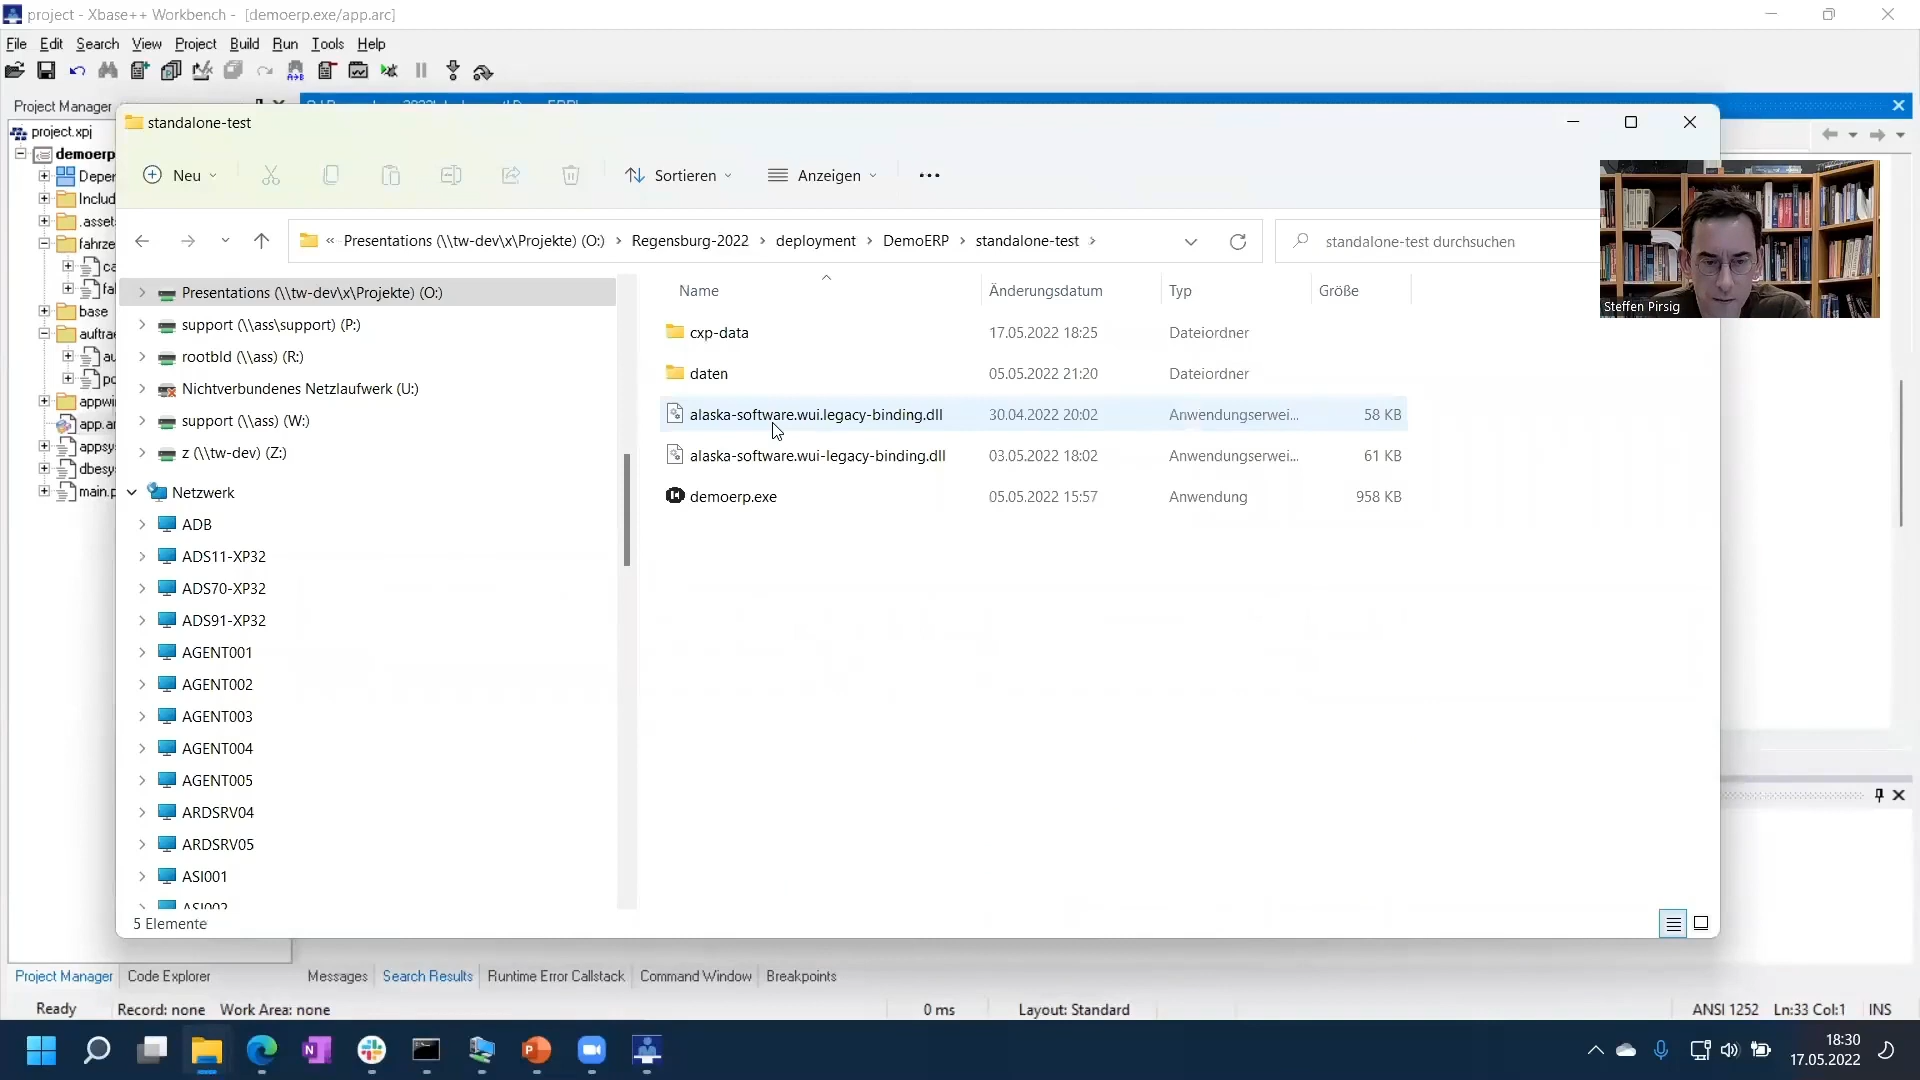 project - Xbase++ Workbench - [demoerp.exe/app.arc]
File Edit Search View Project Build Run Tools Help
Project Manager
project.xpj
demoerp
Deper
Includ
.asset
fahrze
ca
fal
base
auftra
au
po
appwi
app.ar
appsy
dbesy
main.p
standalone-test
Neu
Sortieren
Anzeigen
« Presentations (\\tw-dev\x\Projekte) (O:) › Regensburg-2022 › deployment › DemoERP › standalone-test ›
standalone-test durchsuchen
Steffen Pirsig
Presentations (\\tw-dev\x\Projekte) (O:)
support (\\ass\support) (P:)
rootbld (\\ass) (R:)
Nichtverbundenes Netzlaufwerk (U:)
support (\\ass) (W:)
z (\\tw-dev) (Z:)
Netzwerk
ADB
ADS11-XP32
ADS70-XP32
ADS91-XP32
AGENT001
AGENT002
AGENT003
AGENT004
AGENT005
ARDSRV04
ARDSRV05
ASI001
ASI002
Name Änderungsdatum Typ Größe
cxp-data 17.05.2022 18:25 Dateiordner
daten 05.05.2022 21:20 Dateiordner
alaska-software.wui.legacy-binding.dll 30.04.2022 20:02 Anwendungserwei... 58 KB
alaska-software.wui-legacy-binding.dll 03.05.2022 18:02 Anwendungserwei... 61 KB
demoerp.exe 05.05.2022 15:57 Anwendung 958 KB
5 Elemente
Project Manager Code Explorer
Messages Search Results Runtime Error Callstack Command Window Breakpoints
Ready Record: none Work Area: none 0 ms Layout: Standard ANSI 1252 Ln:33 Col:1 INS
18:30
17.05.2022